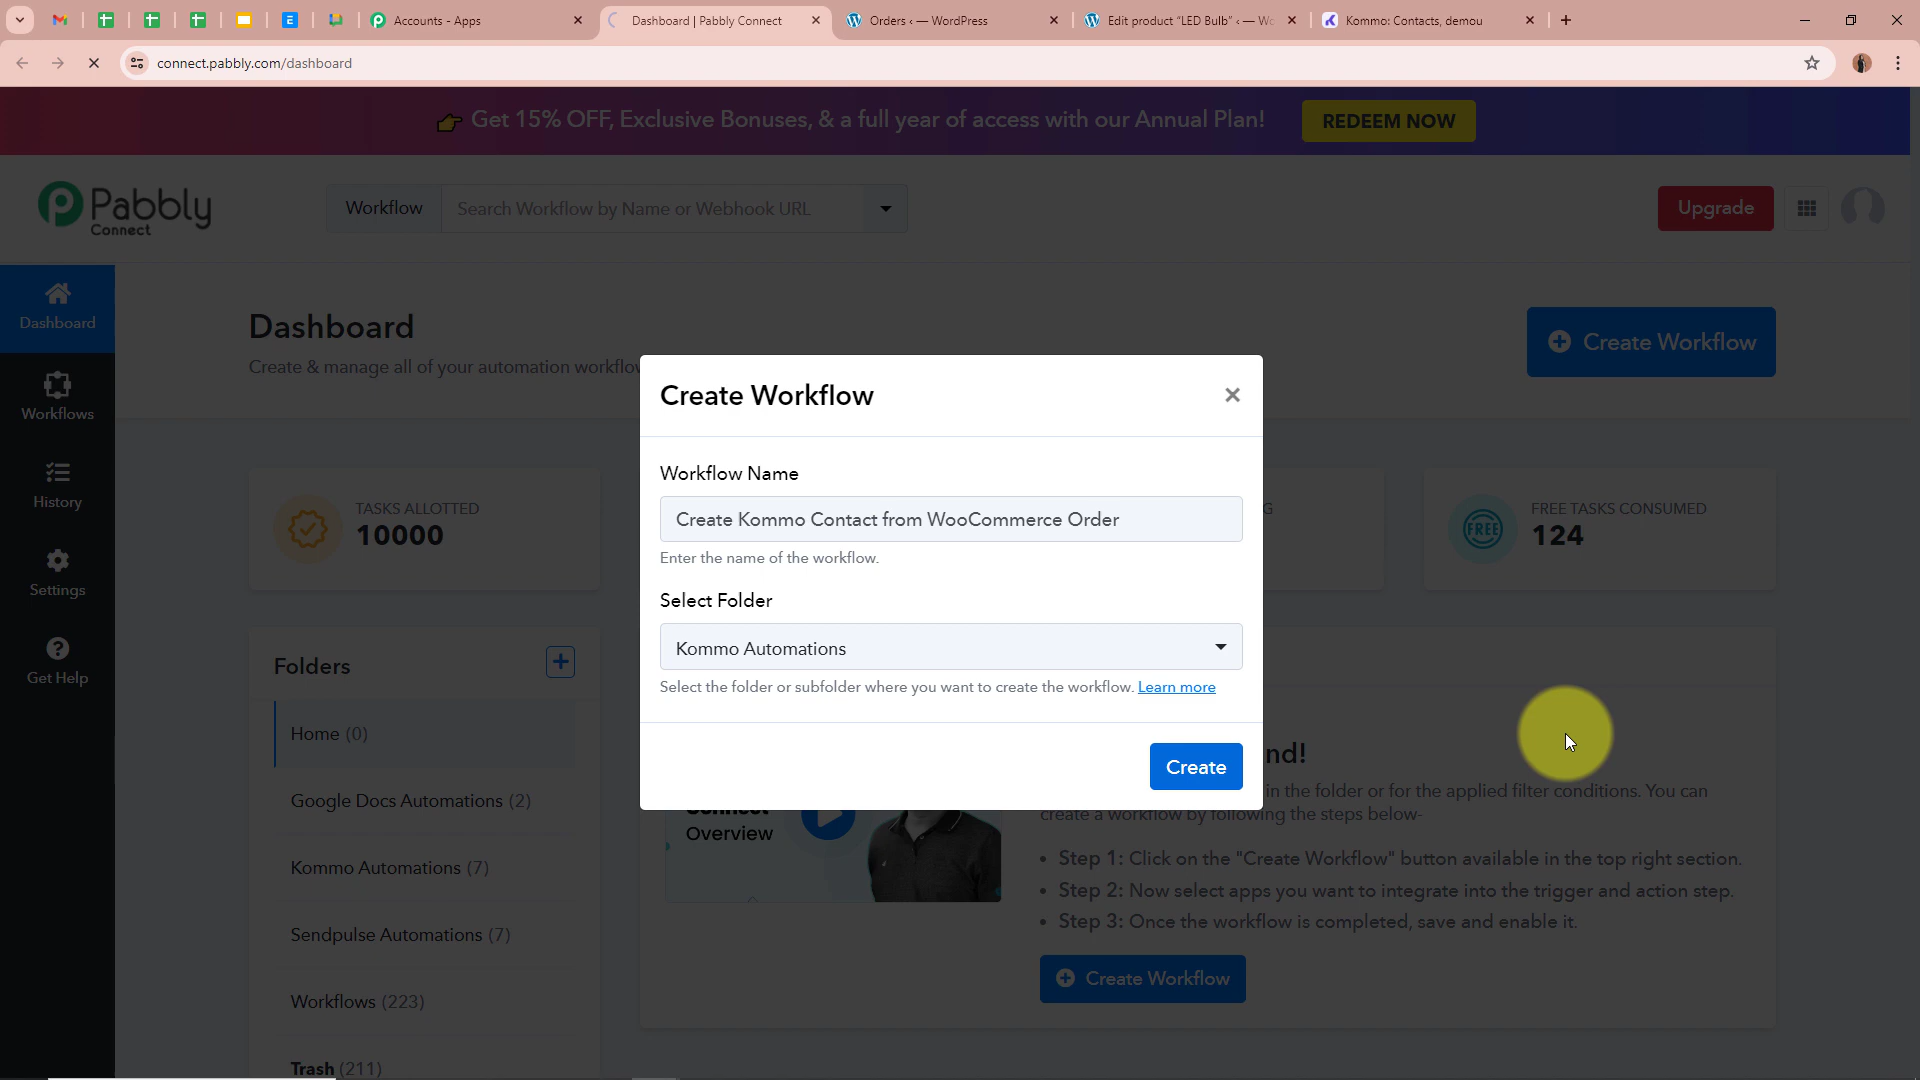 Accounts - Apps
Dashboard | Pabbly Connect
Orders ‹ — WordPress
Edit product “LED Bulb” ‹ — Wo
Kommo: Contacts, demou
connect.pabbly.com/dashboard
Get 15% OFF, Exclusive Bonuses, & a full year of access with our Annual Plan!
REDEEM NOW
Pabbly
Connect
Workflow
Search Workflow by Name or Webhook URL
Upgrade
Dashboard
Workflows
History
Settings
Get Help
Dashboard
Create & manage all of your automation workflow
Create Workflow
TASKS ALLOTTED
10000
G
FREE
FREE TASKS CONSUMED
124
Folders
Home (0)
Google Docs Automations (2)
Kommo Automations (7)
Sendpulse Automations (7)
Workflows (223)
Trash (211)
Create Workflow
Workflow Name
Create Kommo Contact from WooCommerce Order
Enter the name of the workflow.
Select Folder
Kommo Automations
Select the folder or subfolder where you want to create the workflow. Learn more
Create
Connect
Overview
nd!
in the folder or for the applied filter conditions. You can
create a workflow by following the steps below-
• Step 1: Click on the "Create Workflow" button available in the top right section.
• Step 2: Now select apps you want to integrate into the trigger and action step.
• Step 3: Once the workflow is completed, save and enable it.
Create Workflow